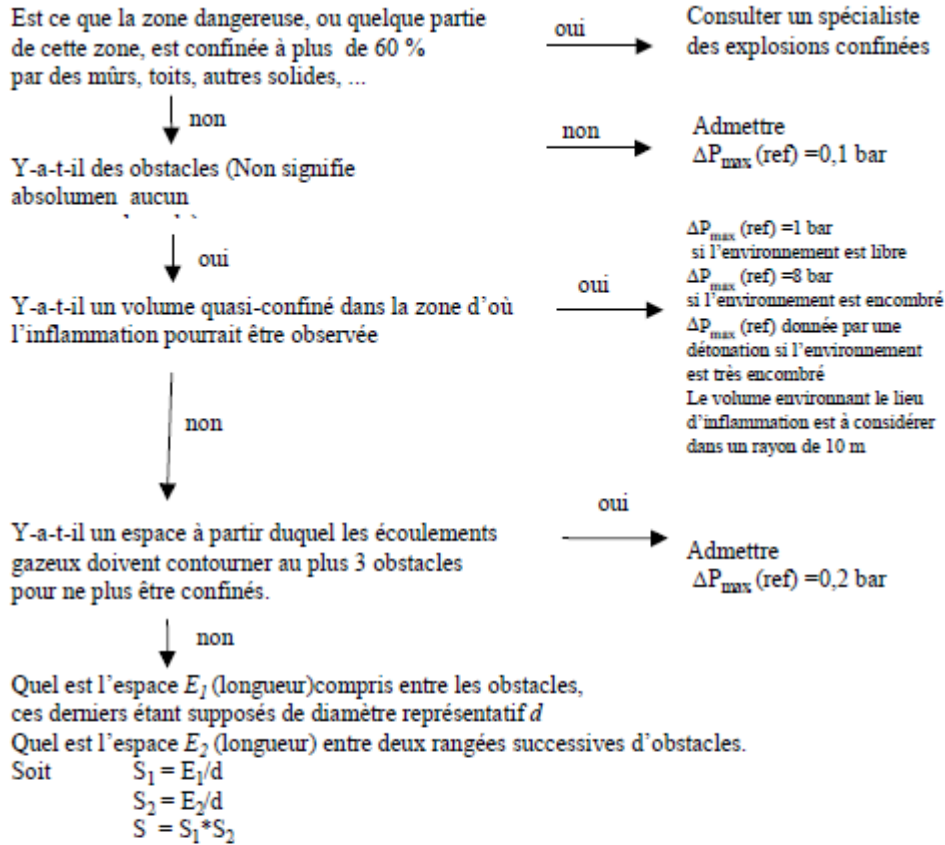 Est ce que la zone dangereuse, ou quelque partie
de cette zone, est confinée à plus de 60 %
par des mûrs, toits, autres solides, ...
oui
Consulter un spécialiste
des explosions confinées
non
Y-a-t-il des obstacles (Non signifie
absolumen aucun
non
Admettre
ΔPmax (ref) =0,1 bar
oui
Y-a-t-il un volume quasi-confiné dans la zone d’où
l’inflammation pourrait être observée
oui
ΔPmax (ref) =1 bar
si l’environnement est libre
ΔPmax (ref) =8 bar
si l’environnement est encombré
ΔPmax (ref) donnée par une
détonation si l’environnement
est très encombré
Le volume environnant le lieu
d’inflammation est à considérer
dans un rayon de 10 m
non
Y-a-t-il un espace à partir duquel les écoulements
gazeux doivent contourner au plus 3 obstacles
pour ne plus être confinés.
oui
Admettre
ΔPmax (ref) =0,2 bar
non
Quel est l’espace E1 (longueur)compris entre les obstacles,
ces derniers étant supposés de diamètre représentatif d
Quel est l’espace E2 (longueur) entre deux rangées successives d’obstacles.
Soit S1 = E1/d
S2 = E2/d
S = S1*S2